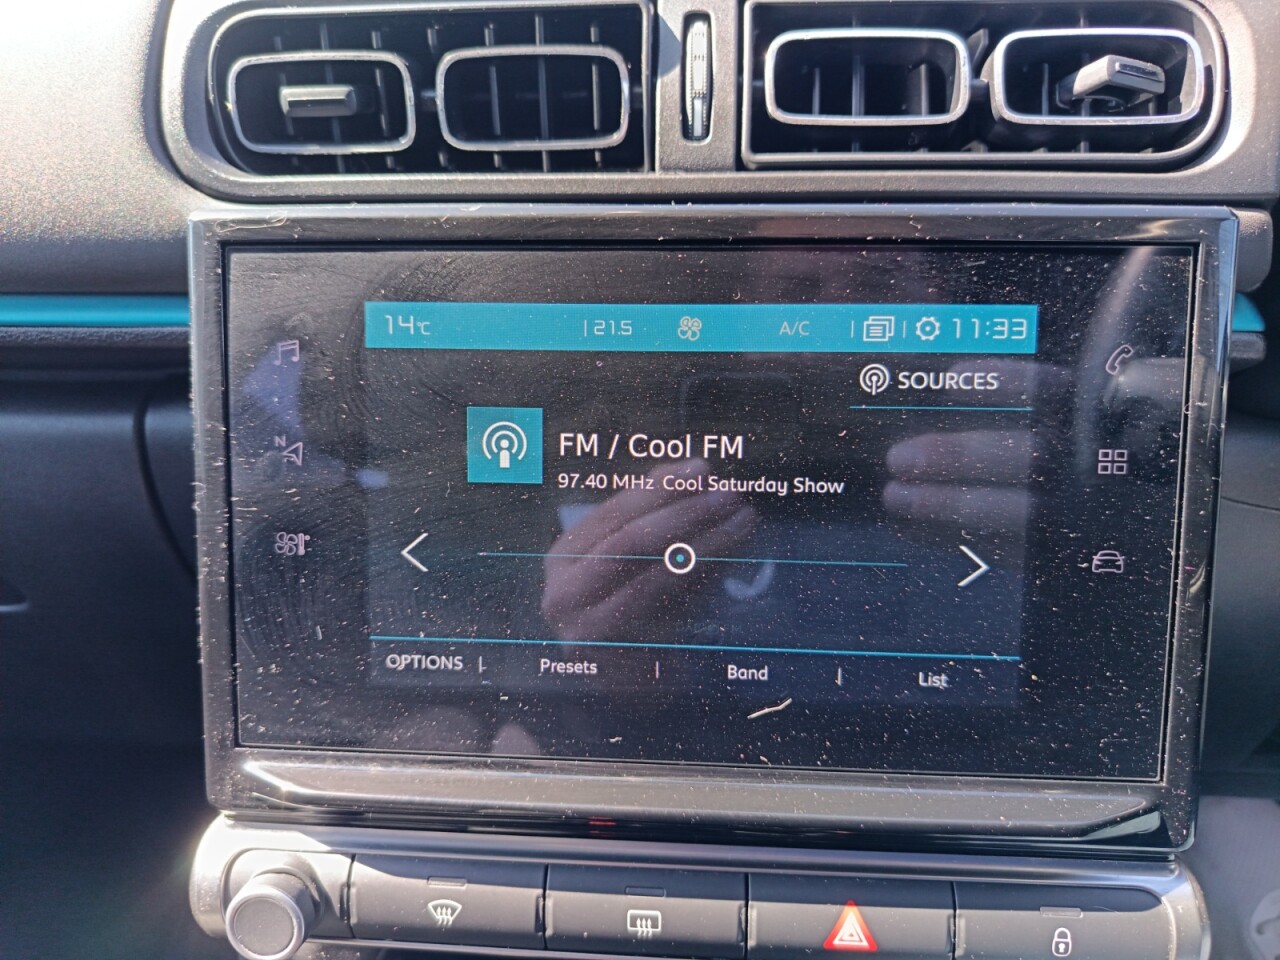 14°C | 21.5 A/C | | 11:33
SOURCES
FM / Cool FM
97.40 MHz Cool Saturday Show
N
OPTIONS | Presets | Band | List